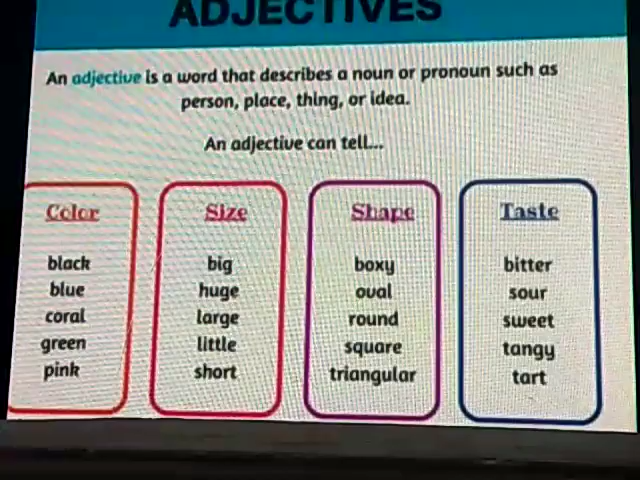 ADJECTIVES
An adjective is a word that describes a noun or pronoun such as
person, place, thing, or idea.
An adjective can tell...
Color
black
blue
coral
green
pink
Size
big
huge
large
little
short
Shape
boxy
oval
round
square
triangular
Taste
bitter
sour
sweet
tangy
tart